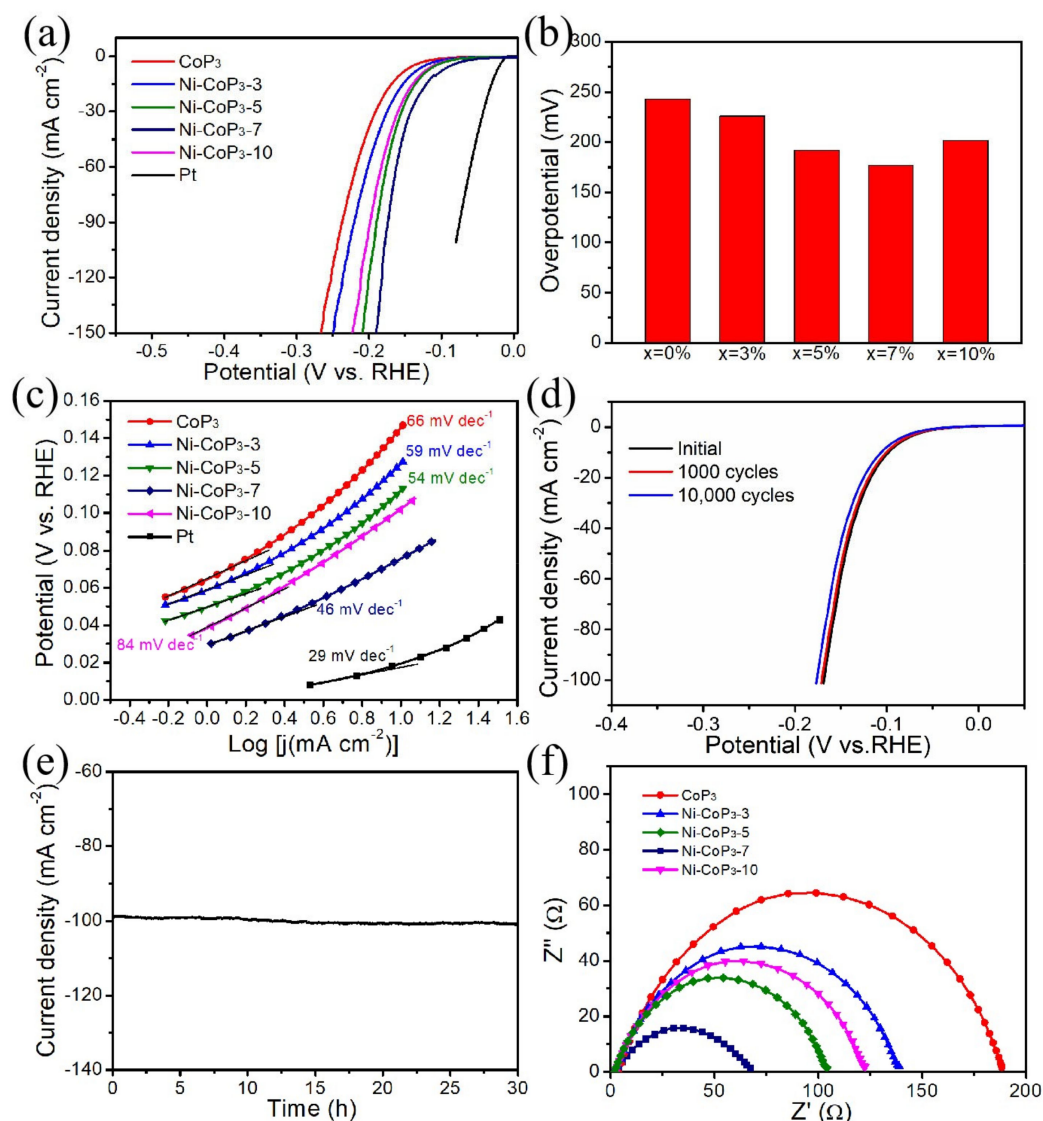 (a)
Current density (mA cm⁻²)
0
-30
-60
-90
-120
-150
CoP₃
Ni-CoP₃-3
Ni-CoP₃-5
Ni-CoP₃-7
Ni-CoP₃-10
Pt
-0.5 -0.4 -0.3 -0.2 -0.1 0.0
Potential (V vs. RHE)
(b)
Overpotential (mV)
300
250
200
150
100
50
0
x=0% x=3% x=5% x=7% x=10%
(c)
Potential (V vs. RHE)
0.16
0.14
0.12
0.10
0.08
0.06
0.04
0.02
0.00
CoP₃
Ni-CoP₃-3
Ni-CoP₃-5
Ni-CoP₃-7
Ni-CoP₃-10
Pt
66 mV dec⁻¹
59 mV dec⁻¹
54 mV dec⁻¹
46 mV dec⁻¹
84 mV dec⁻¹
29 mV dec⁻¹
-0.4 -0.2 0.0 0.2 0.4 0.6 0.8 1.0 1.2 1.4 1.6
Log [j(mA cm⁻²)]
(d)
Current density (mA cm⁻²)
0
-20
-40
-60
-80
-100
Initial
1000 cycles
10,000 cycles
-0.4 -0.3 -0.2 -0.1 0.0
Potential (V vs.RHE)
(e)
Current density (mA cm⁻²)
-60
-80
-100
-120
-140
0 5 10 15 20 25 30
Time (h)
(f)
Z" (Ω)
100
80
60
40
20
0
CoP₃
Ni-CoP₃-3
Ni-CoP₃-5
Ni-CoP₃-7
Ni-CoP₃-10
0 50 100 150 200
Z' (Ω)